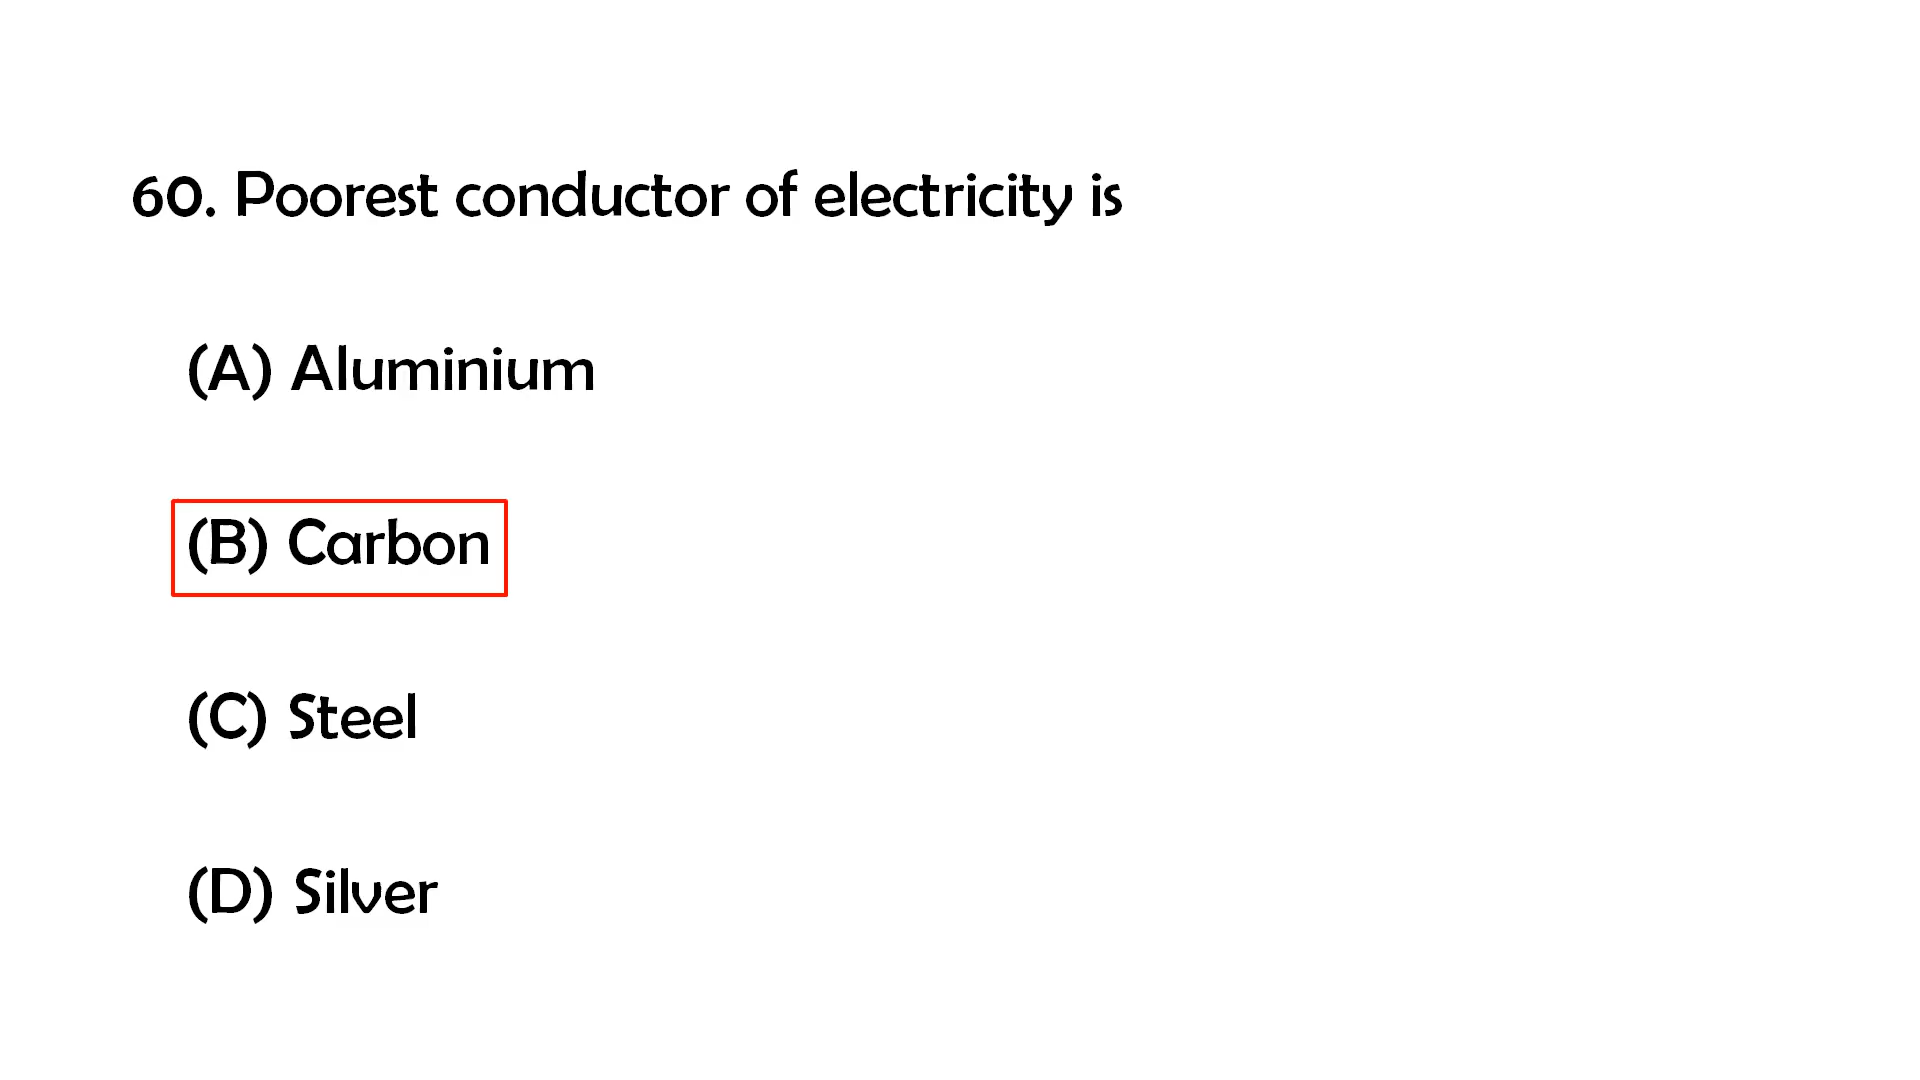 60. Poorest conductor of electricity is
(A) Aluminium
(B) Carbon
(C) Steel
(D) Silver